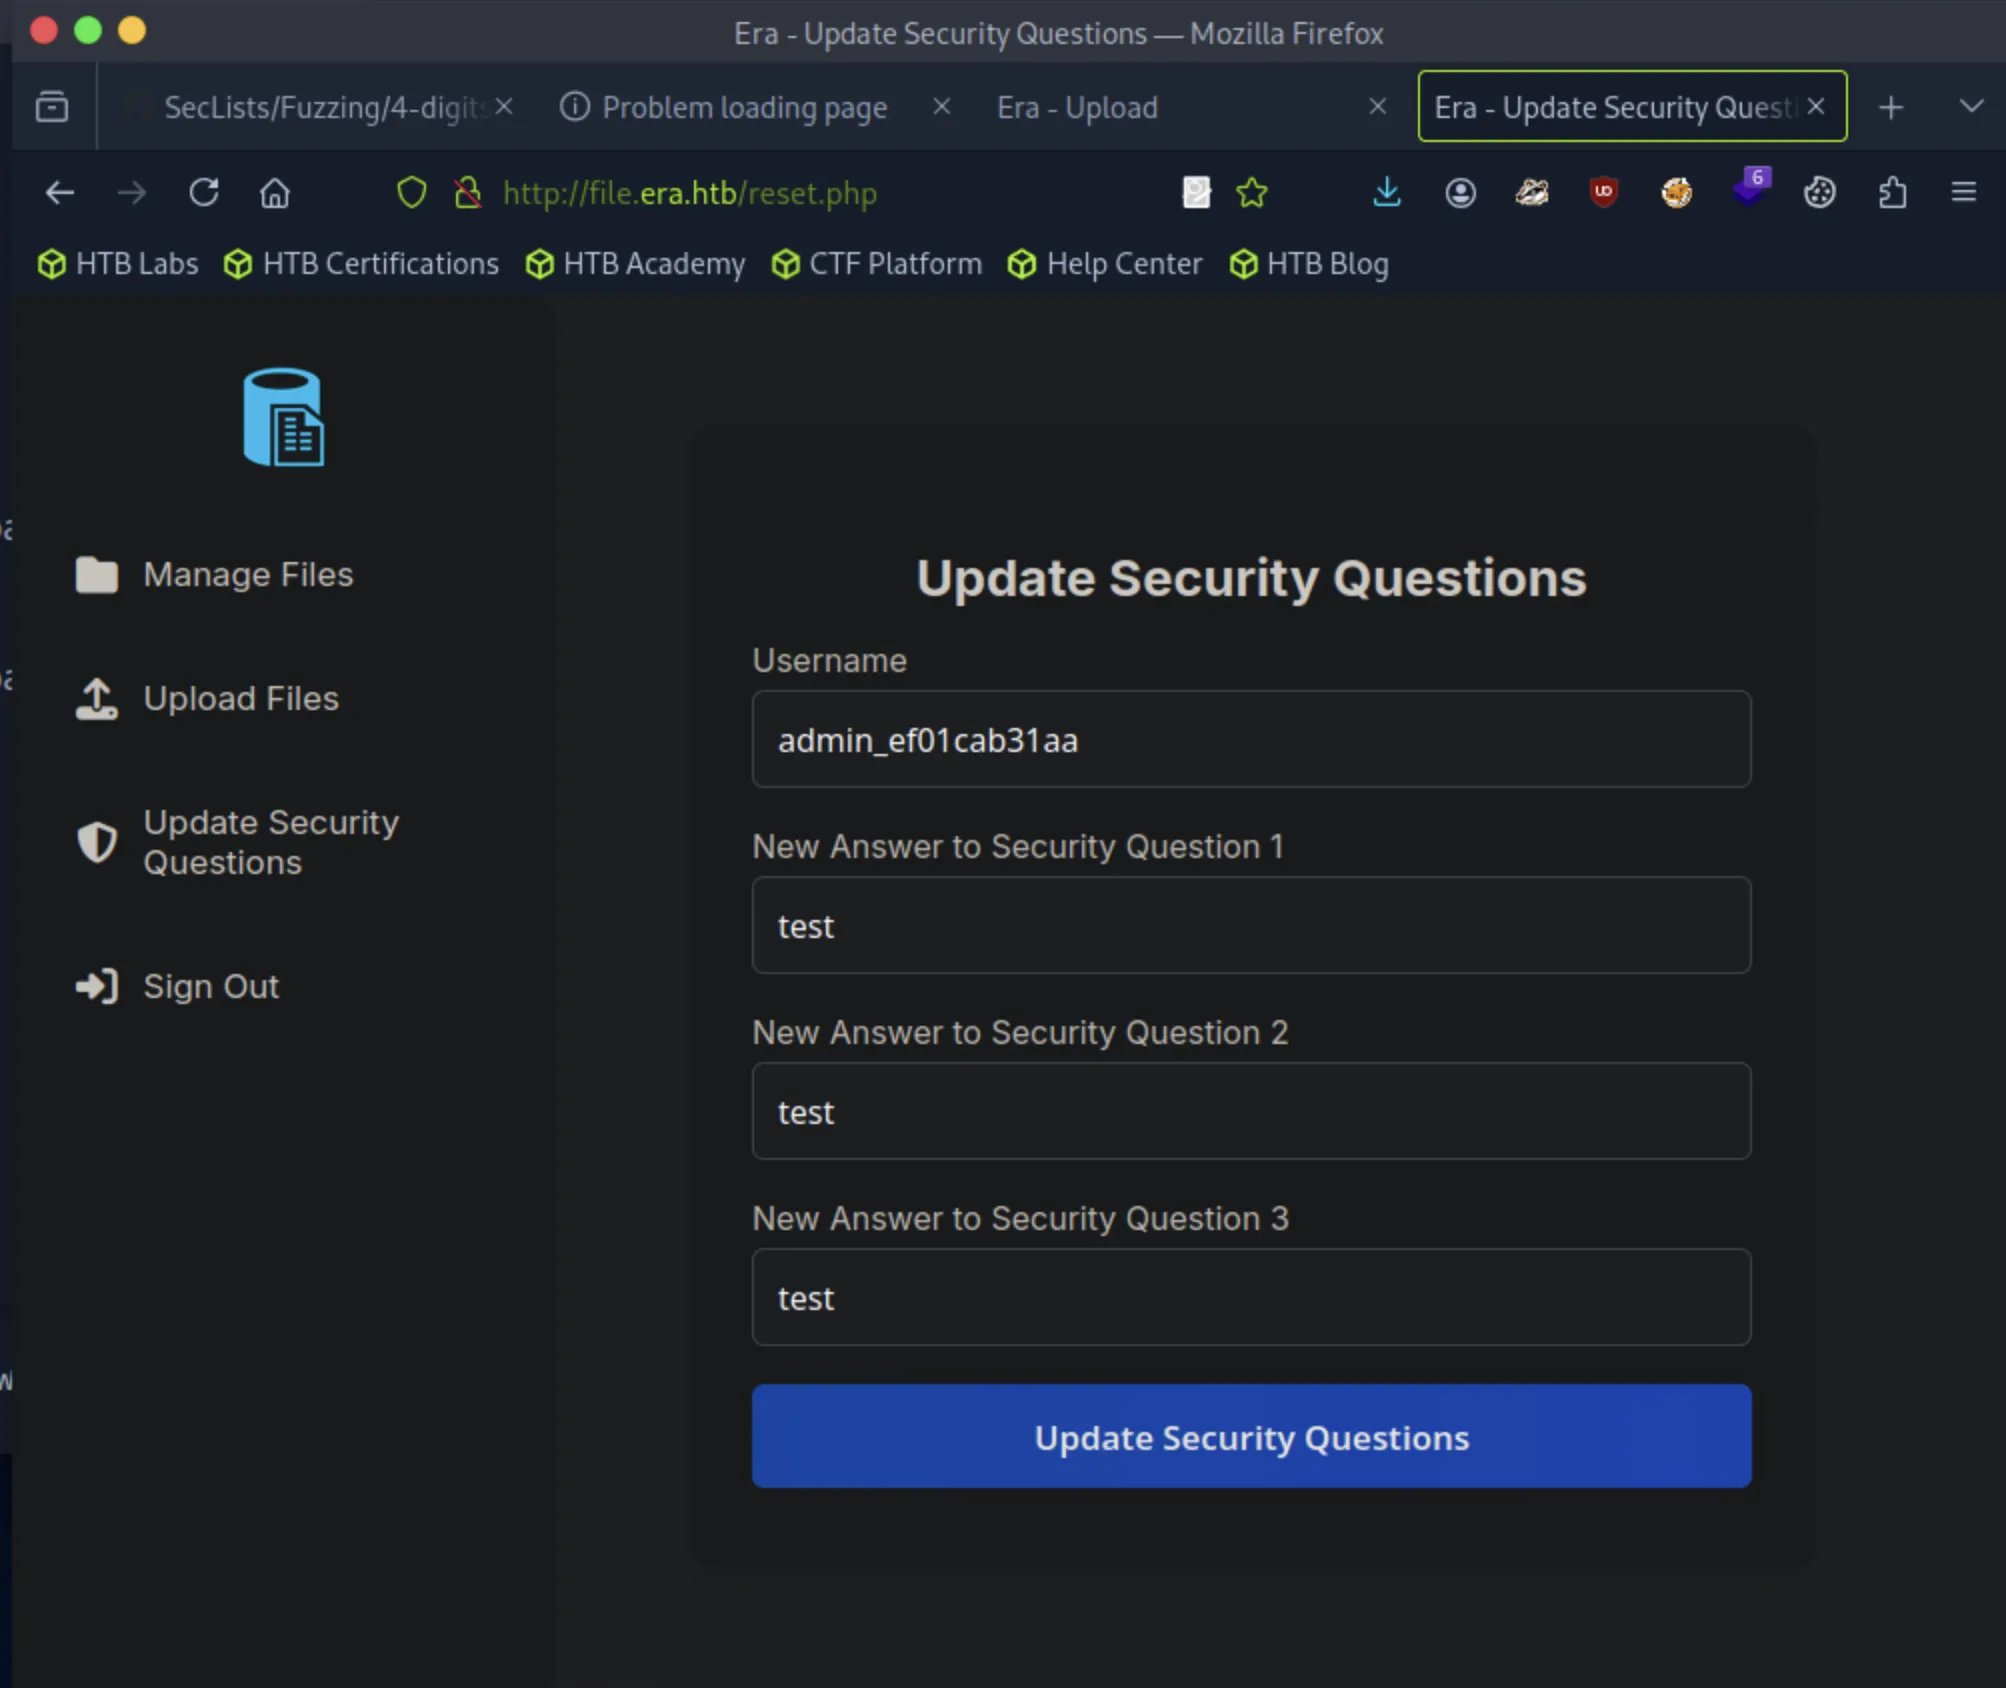 Era - Update Security Questions — Mozilla Firefox
SecLists/Fuzzing/4-digits
Problem loading page
Era - Upload
Era - Update Security Questi
http://file.era.htb/reset.php
6
HTB Labs
HTB Certifications
HTB Academy
CTF Platform
Help Center
HTB Blog
Manage Files
Upload Files
Update Security
Questions
Sign Out
Update Security Questions
Username
admin_ef01cab31aa
New Answer to Security Question 1
test
New Answer to Security Question 2
test
New Answer to Security Question 3
test
Update Security Questions